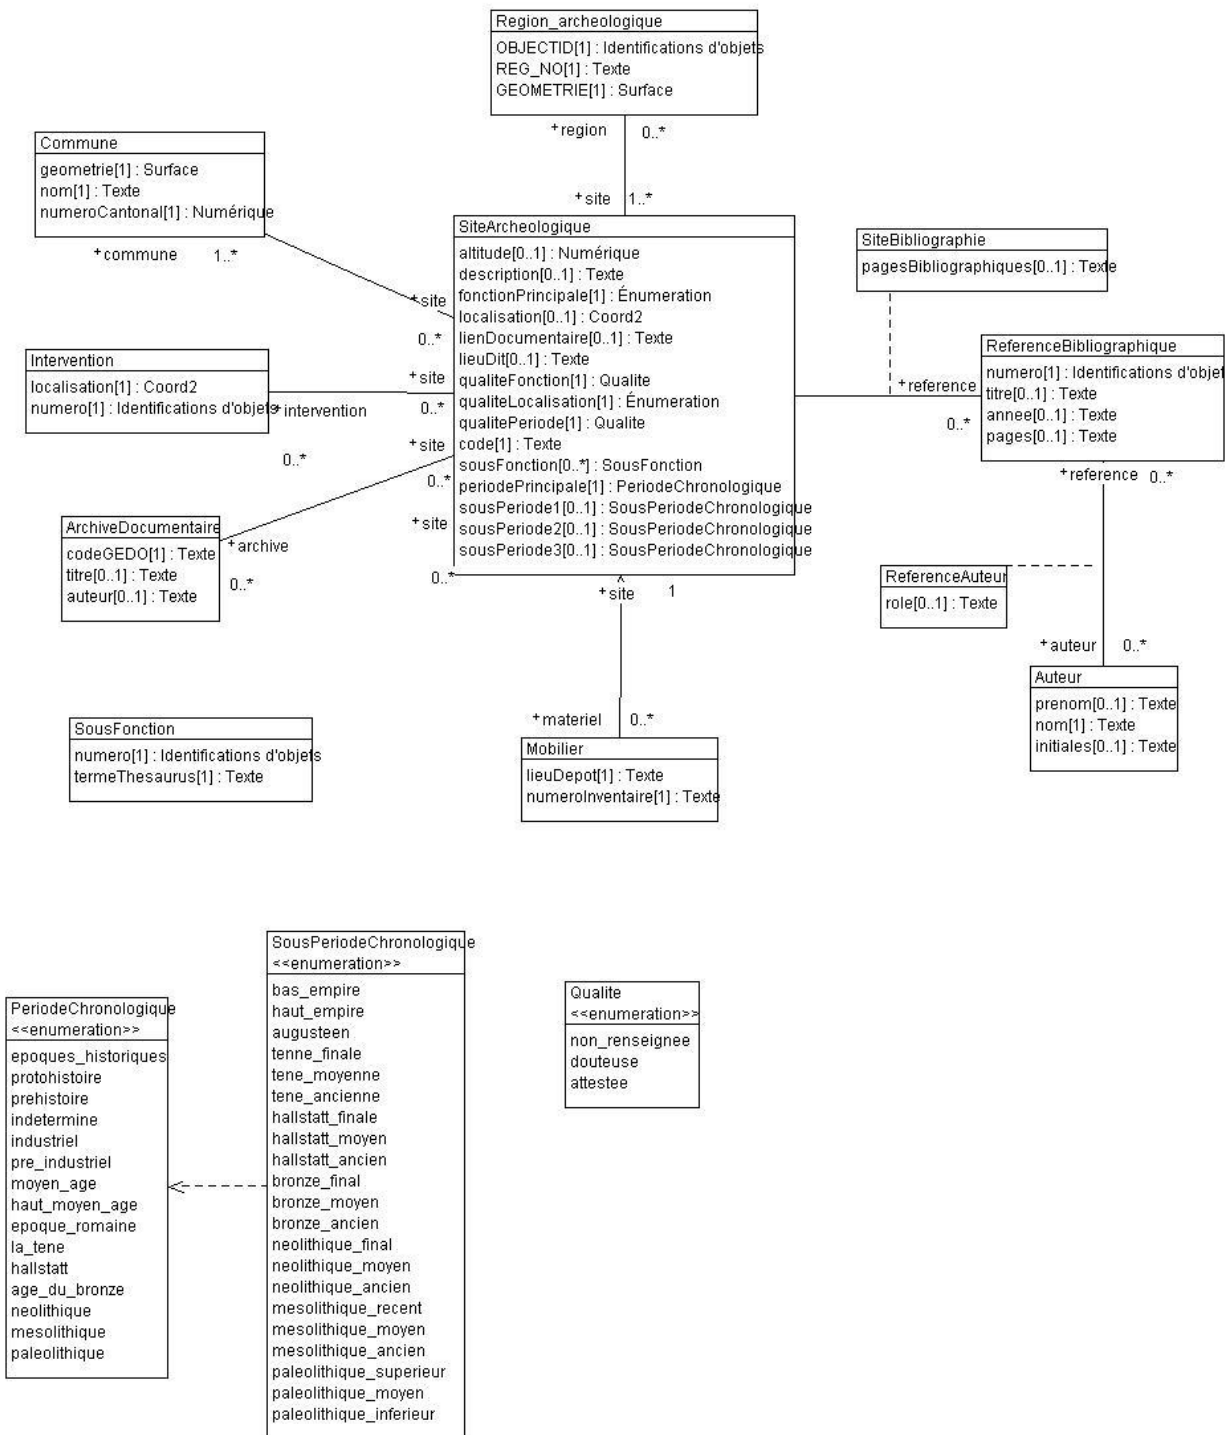 Region_archeologique
OBJECTID[1] : Identifications d'objets
REG_NO[1] : Texte
GEOMETRIE[1] : Surface
+region 0..*
+site 1..*
Commune
geometrie[1] : Surface
nom[1] : Texte
numeroCantonal[1] : Numérique
+commune 1..*
+site
0..*
SiteArcheologique
altitude[0..1] : Numérique
description[0..1] : Texte
fonctionPrincipale[1] : Énumeration
localisation[0..1] : Coord2
lienDocumentaire[0..1] : Texte
lieuDit[0..1] : Texte
qualiteFonction[1] : Qualite
qualiteLocalisation[1] : Énumeration
qualitePeriode[1] : Qualite
code[1] : Texte
sousFonction[0..*] : SousFonction
periodePrincipale[1] : PeriodeChronologique
sousPeriode1[0..1] : SousPeriodeChronologique
sousPeriode2[0..1] : SousPeriodeChronologique
sousPeriode3[0..1] : SousPeriodeChronologique
SiteBibliographie
pagesBibliographiques[0..1] : Texte
ReferenceBibliographique
numero[1] : Identifications d'objet
titre[0..1] : Texte
annee[0..1] : Texte
pages[0..1] : Texte
+reference
0..*
+reference 0..*
Intervention
localisation[1] : Coord2
numero[1] : Identifications d'objets
+intervention
0..*
+site
0..*
+site
0..*
ArchiveDocumentaire
codeGEDO[1] : Texte
titre[0..1] : Texte
auteur[0..1] : Texte
+archive
0..*
+site
0..*
+site 1
ReferenceAuteur
role[0..1] : Texte
+auteur 0..*
Auteur
prenom[0..1] : Texte
nom[1] : Texte
initiales[0..1] : Texte
SousFonction
numero[1] : Identifications d'objets
termeThesaurus[1] : Texte
+materiel 0..*
Mobilier
lieuDepot[1] : Texte
numeroInventaire[1] : Texte
PeriodeChronologique
<<enumeration>>
epoques_historiques
protohistoire
prehistoire
indetermine
industriel
pre_industriel
moyen_age
haut_moyen_age
epoque_romaine
la_tene
hallstatt
age_du_bronze
neolithique
mesolithique
paleolithique
SousPeriodeChronologique
<<enumeration>>
bas_empire
haut_empire
augusteen
tenne_finale
tene_moyenne
tene_ancienne
hallstatt_finale
hallstatt_moyen
hallstatt_ancien
bronze_final
bronze_moyen
bronze_ancien
neolithique_final
neolithique_moyen
neolithique_ancien
mesolithique_recent
mesolithique_moyen
mesolithique_ancien
paleolithique_superieur
paleolithique_moyen
paleolithique_inferieur
Qualite
<<enumeration>>
non_renseignee
douteuse
attestee